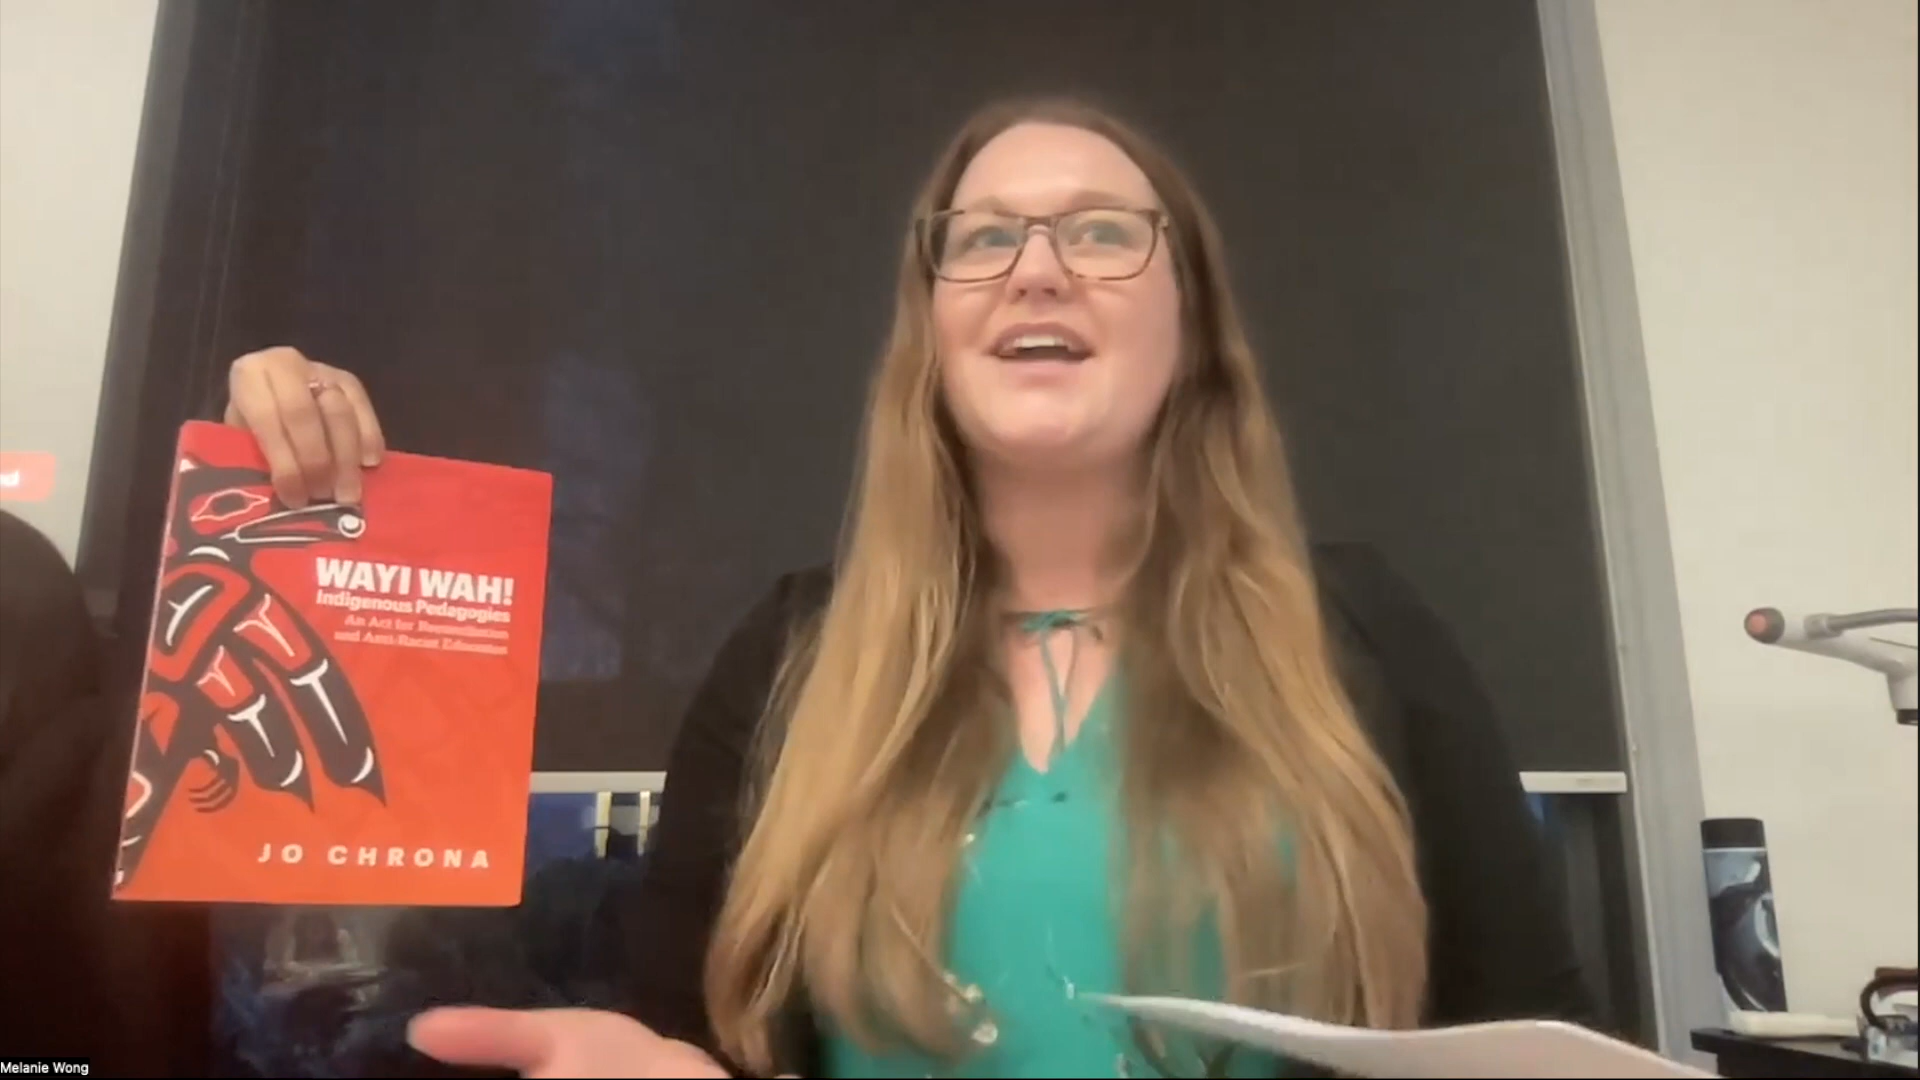 WAYI WAH!
Indigenous Pedagogies
An Act for Reconciliation
and Anti-Racist Education
JO CHRONA
Melanie Wong